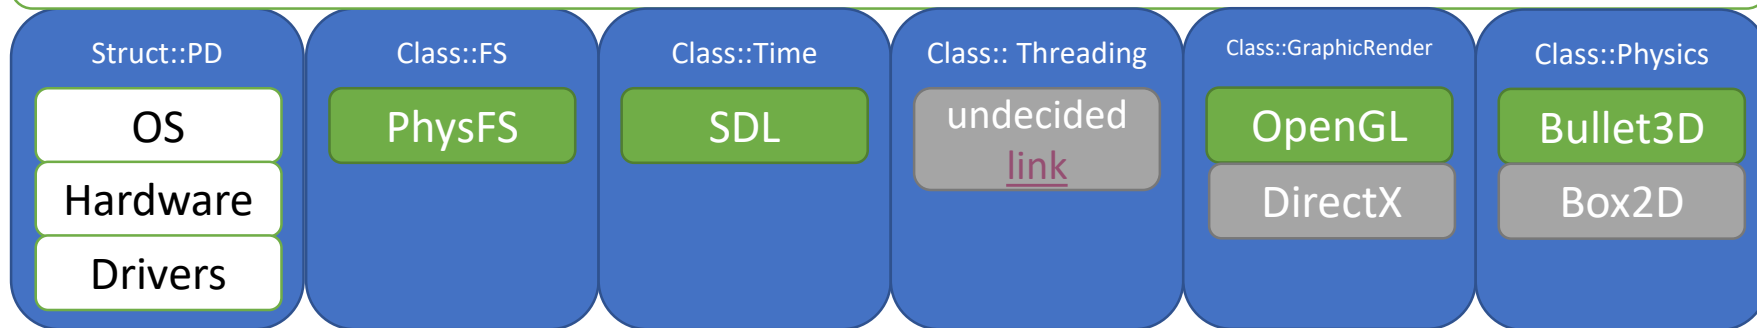 Struct::PD
OS
Hardware
Drivers
Class::FS
PhysFS
Class::Time
SDL
Class:: Threading
undecided
link
Class::GraphicRender
OpenGL
DirectX
Class::Physics
Bullet3D
Box2D